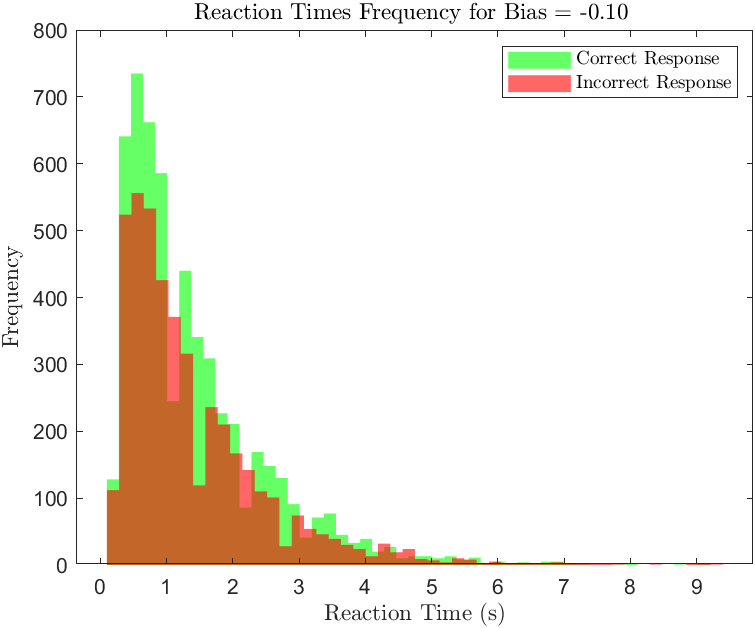 Reaction Times Frequency for Bias = -0.10
Correct Response
Incorrect Response
Frequency
800
700
600
500
400
300
200
100
0
0 1 2 3 4 5 6 7 8 9
Reaction Time (s)